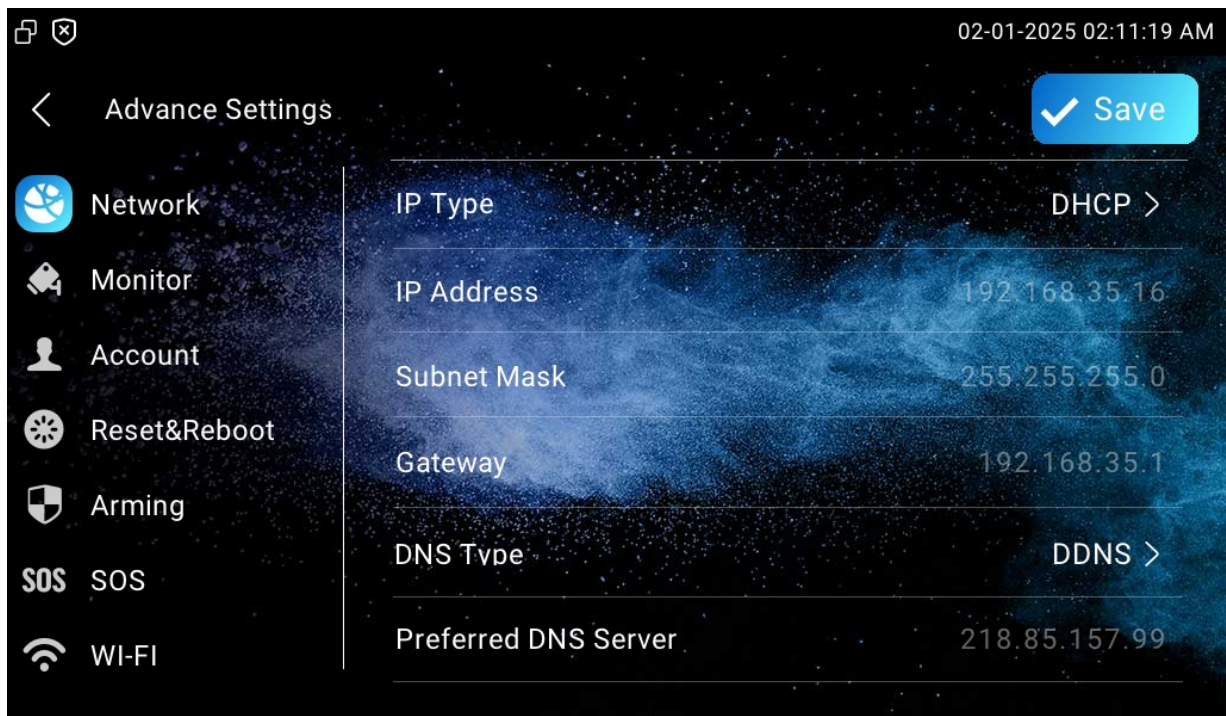 02-01-2025 02:11:19 AM
Advance Settings
Save
Network
Monitor
Account
Reset&Reboot
Arming
SOS SOS
WI-FI
IP Type DHCP
IP Address 192.168.35.16
Subnet Mask 255.255.255.0
Gateway 192.168.35.1
DNS Type DDNS
Preferred DNS Server 218.85.157.99